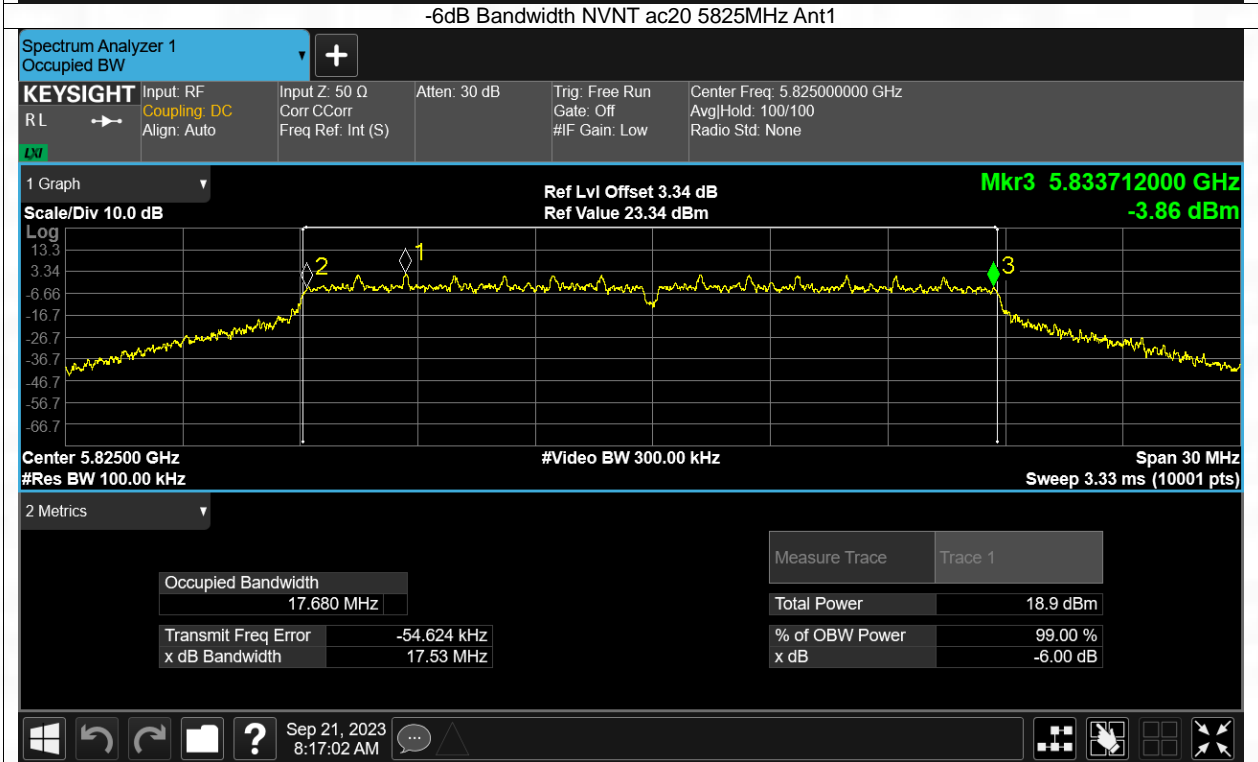 -6dB Bandwidth NVNT ac20 5825MHz Ant1
Spectrum Analyzer 1
Occupied BW
KEYSIGHT
RL
LXI
Input: RF
Coupling: DC
Align: Auto
Input Z: 50 Ω
Corr CCorr
Freq Ref: Int (S)
Atten: 30 dB
Trig: Free Run
Gate: Off
#IF Gain: Low
Center Freq: 5.825000000 GHz
Avg|Hold: 100/100
Radio Std: None
1 Graph
Scale/Div 10.0 dB
Ref Lvl Offset 3.34 dB
Ref Value 23.34 dBm
Mkr3 5.833712000 GHz
-3.86 dBm
Log
13.3
3.34
-6.66
-16.7
-26.7
-36.7
-46.7
-56.7
-66.7
2
1
3
Center 5.82500 GHz
#Res BW 100.00 kHz
#Video BW 300.00 kHz
Span 30 MHz
Sweep 3.33 ms (10001 pts)
2 Metrics
Measure Trace Trace 1
Occupied Bandwidth
17.680 MHz
Total Power 18.9 dBm
Transmit Freq Error -54.624 kHz
% of OBW Power 99.00 %
x dB Bandwidth 17.53 MHz
x dB -6.00 dB
?
Sep 21, 2023
8:17:02 AM